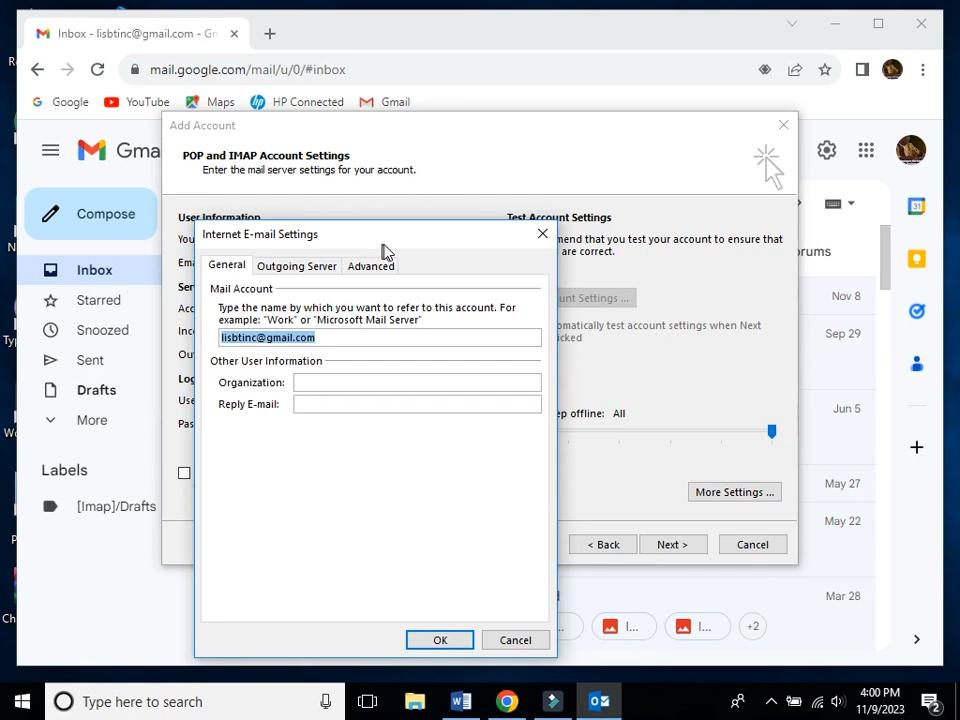 Inbox - lisbtinc@gmail.com - Gm
mail.google.com/mail/u/0/#inbox
Google YouTube Maps HP Connected Gmail
Add Account
POP and IMAP Account Settings
Enter the mail server settings for your account.
Gma
Compose
Inbox
Starred
Snoozed
Sent
Drafts
More
Labels
[Imap]/Drafts
User Information
Test Account Settings
mend that you test your account to ensure that
are correct.
unt Settings ...
tomatically test account settings when Next
icked
ep offline: All
More Settings ...
< Back Next > Cancel
Internet E-mail Settings
General Outgoing Server Advanced
Mail Account
Type the name by which you want to refer to this account. For
example: "Work" or "Microsoft Mail Server"
lisbtinc@gmail.com
Other User Information
Organization:
Reply E-mail:
OK Cancel
31
orums
Nov 8
Sep 29
Jun 5
May 27
May 22
Mar 28
I... I... +2
Type here to search
4:00 PM
11/9/2023
2